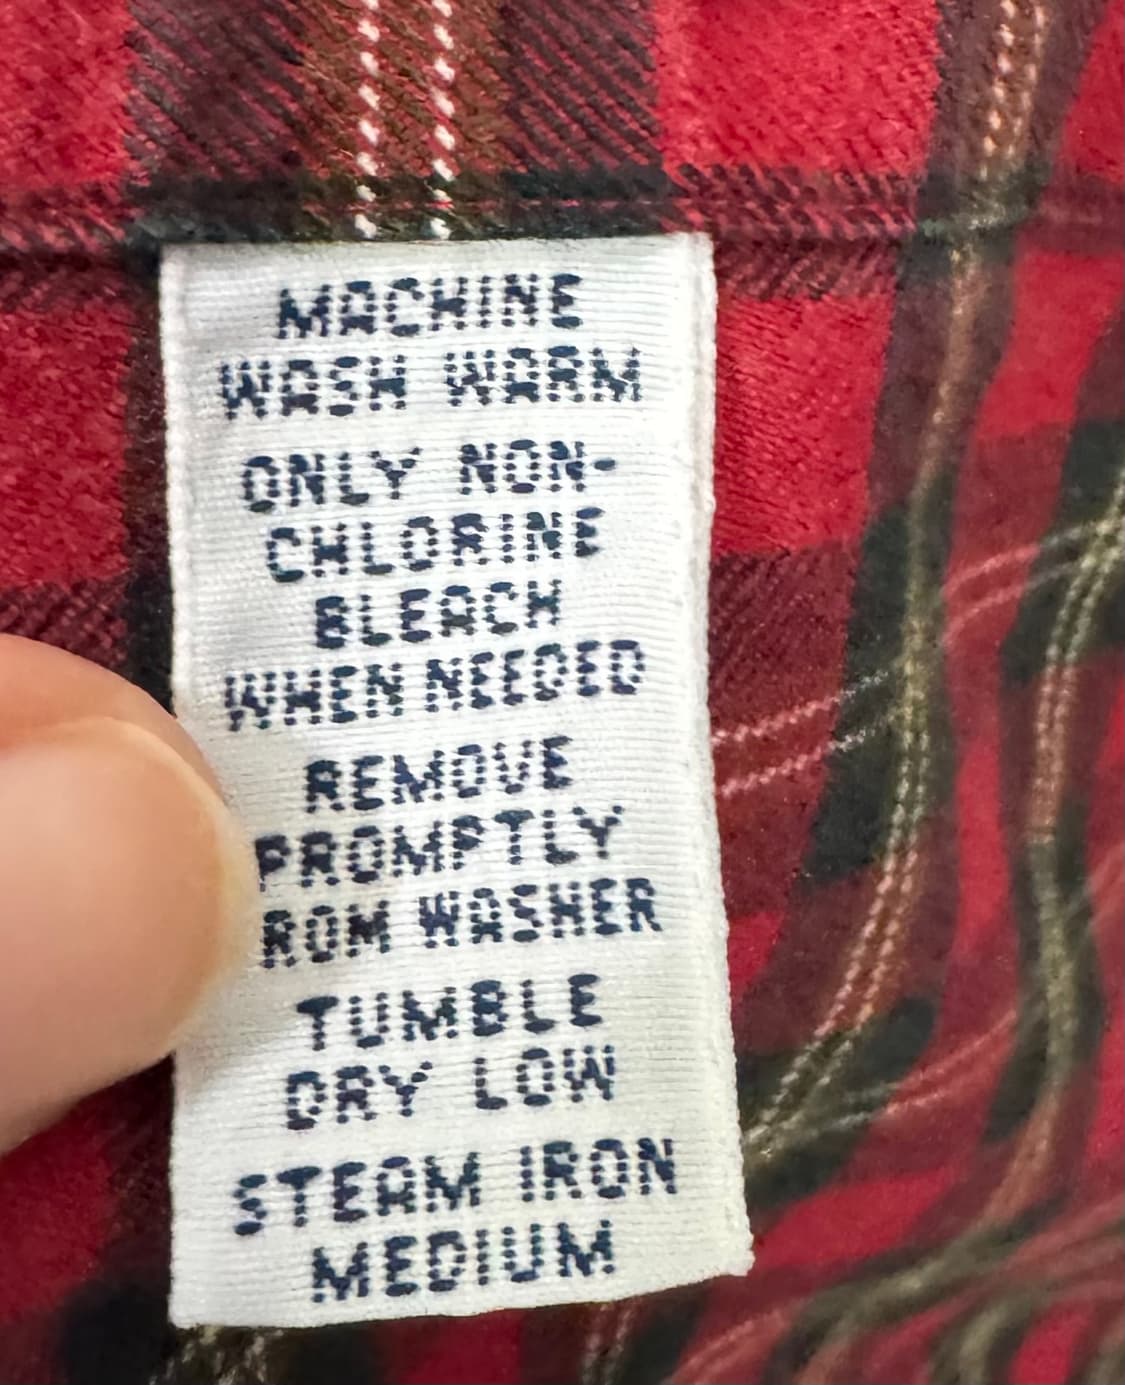 MACHINE
WASH WARM
ONLY NON-
CHLORINE
BLEACH
WHEN NEEDED
REMOVE
PROMPTLY
ROM WASHER
TUMBLE
DRY LOW
STEAM IRON
MEDIUM